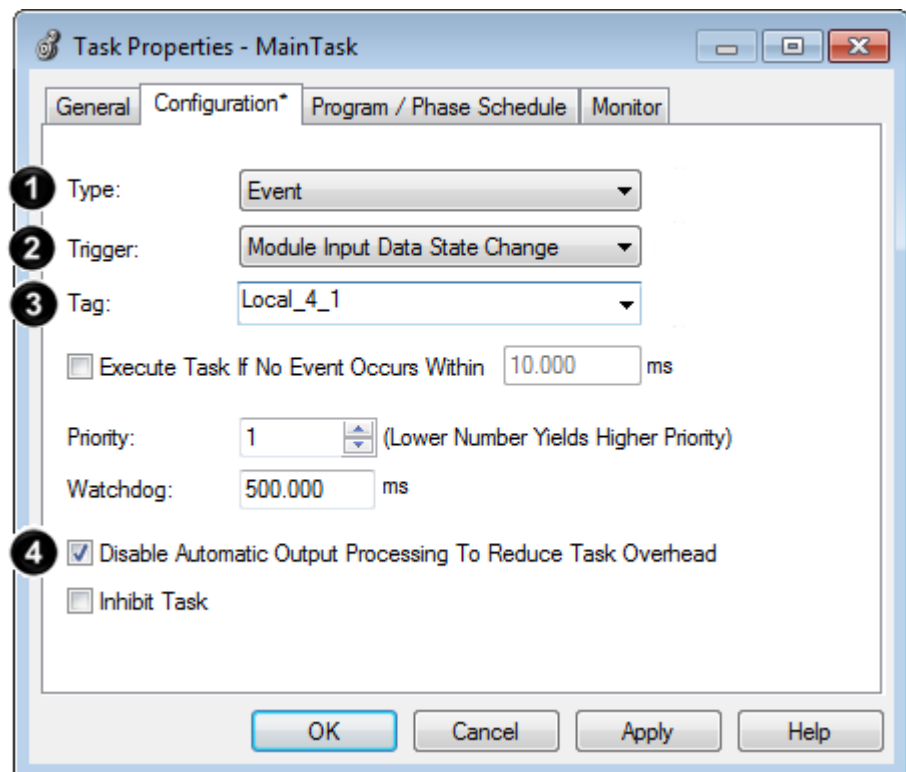 Task Properties - MainTask
General Configuration* Program / Phase Schedule Monitor
1 Type: Event
2 Trigger: Module Input Data State Change
3 Tag: Local_4_1
Execute Task If No Event Occurs Within 10.000 ms
Priority: 1 (Lower Number Yields Higher Priority)
Watchdog: 500.000 ms
4 Disable Automatic Output Processing To Reduce Task Overhead
Inhibit Task
OK Cancel Apply Help